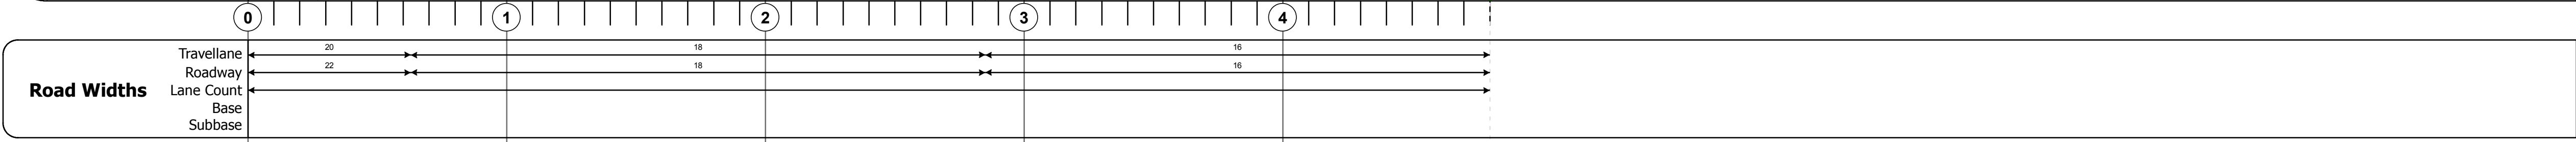 0 1 2 3 4
Travellane 20 18 16
Roadway 22 18 16
Road Widths
Lane Count
Base
Subbase